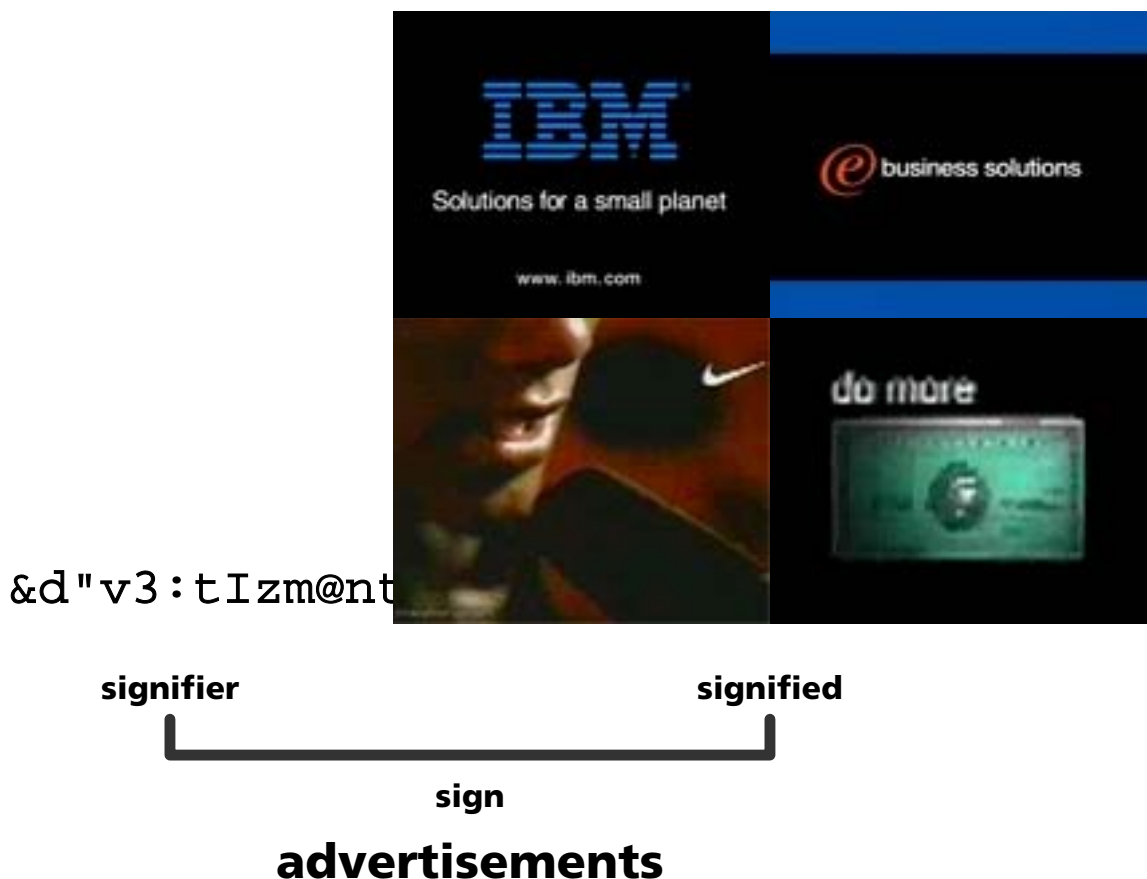 IBM
Solutions for a small planet
www.ibm.com
e business solutions
do more
&d"v3:tIzm@nt
signifier
signified
sign
advertisements